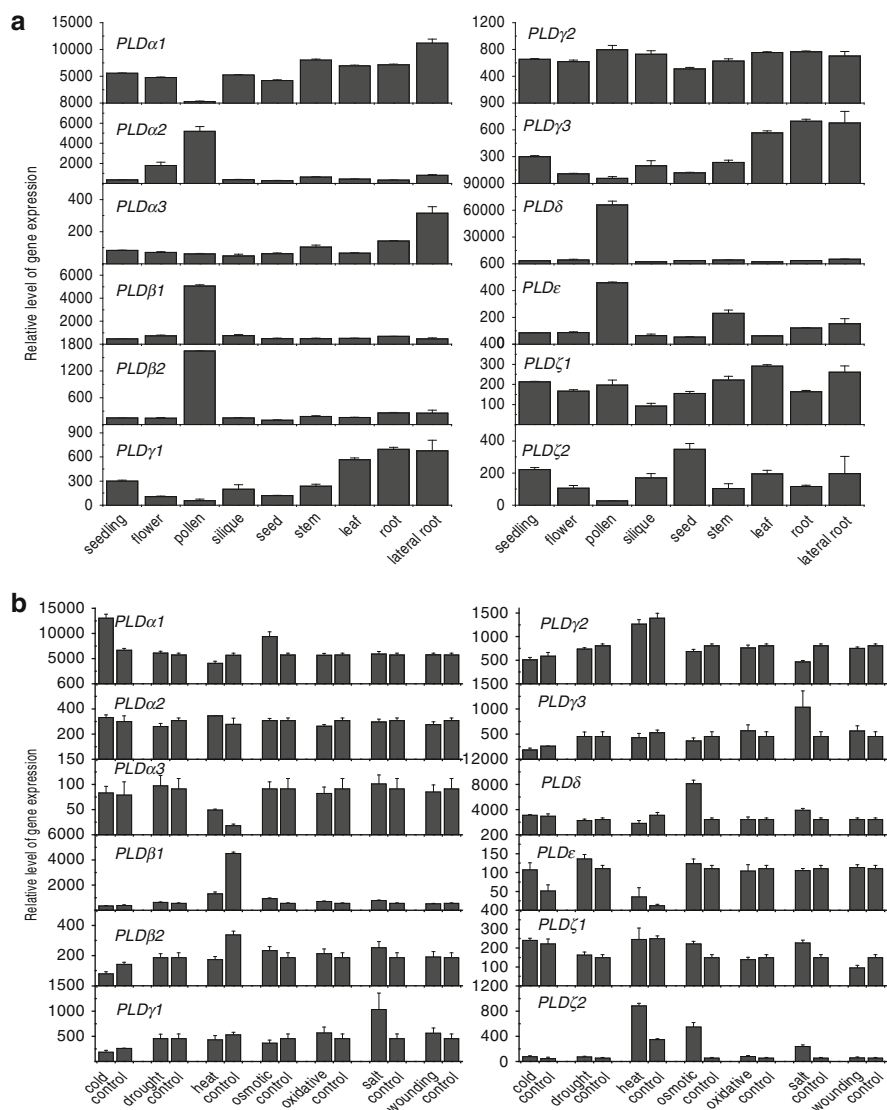 a
Relative level of gene expression
15000
10000
5000
8000
PLDα1
6000
4000
2000
PLDα2
400
200
PLDα3
6000
4000
2000
1800
PLDβ1
1200
600
900
PLDβ2
600
300
0
PLDγ1
seedling
flower
pollen
silique
seed
stem
leaf
root
lateral root
1200
800
400
900
PLDγ2
600
300
90000
PLDγ3
60000
30000
600
PLDδ
400
200
400
PLDε
300
200
100
PLDζ1
400
200
0
PLDζ2
seedling
flower
pollen
silique
seed
stem
leaf
root
lateral root
b
Relative level of gene expression
15000
10000
5000
600
PLDα1
400
200
150
PLDα2
100
50
6000
PLDα3
4000
2000
PLDβ1
400
200
1500
PLDβ2
1000
500
PLDγ1
cold
control
drought
control
heat
control
osmotic
control
oxidative
control
salt
control
wounding
control
1500
1000
500
1500
PLDγ2
1000
500
12000
PLDγ3
8000
4000
200
PLDδ
150
100
50
400
PLDε
300
200
100
PLDζ1
800
400
0
PLDζ2
cold
control
drought
control
heat
control
osmotic
control
oxidative
control
salt
control
wounding
control